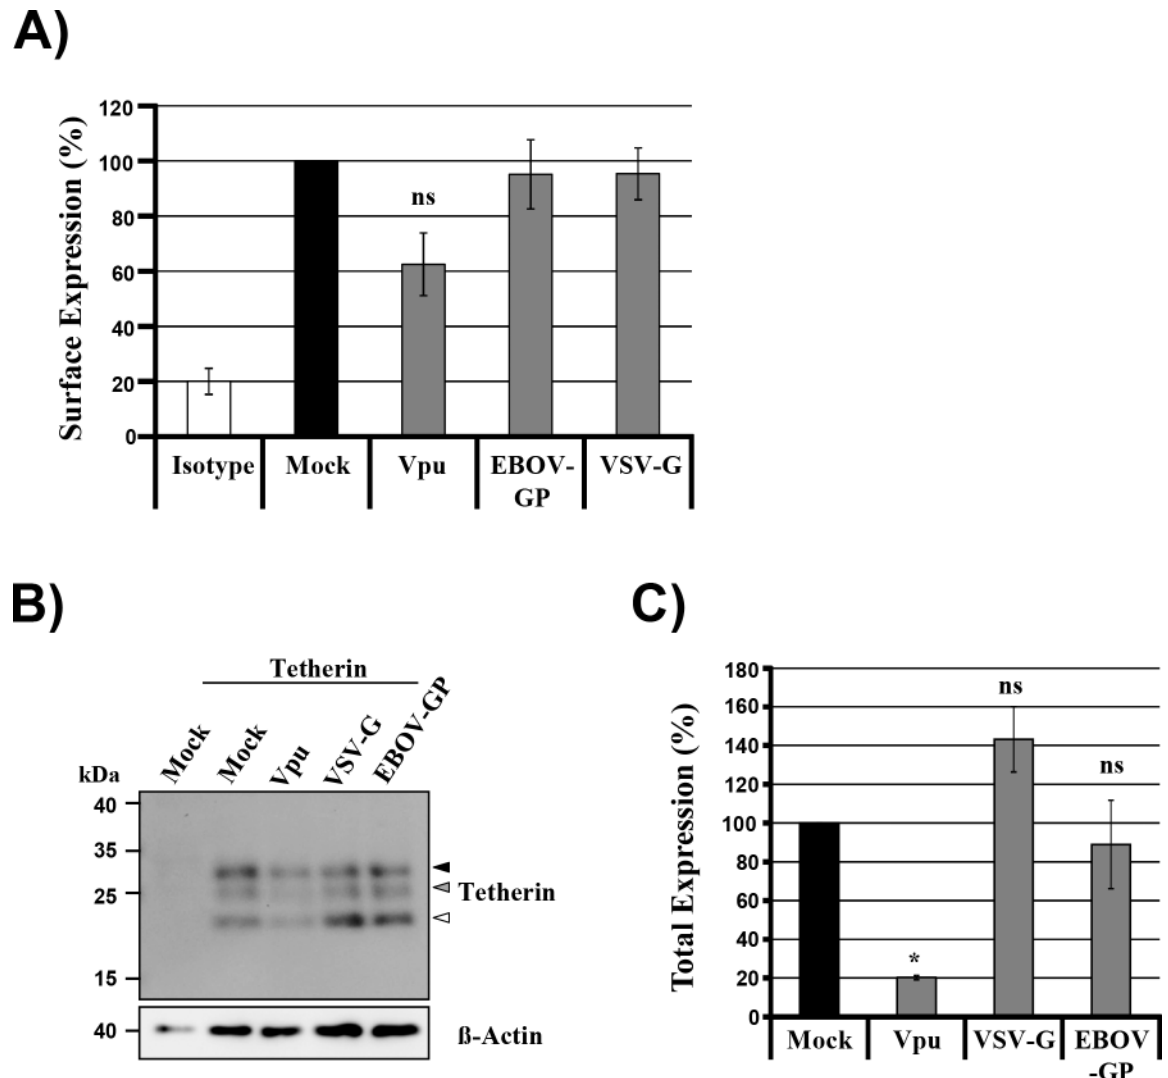 A)
Surface Expression (%)
120
100
80
60
40
20
0
ns
Isotype
Mock
Vpu
EBOV-
GP
VSV-G
B)
Tetherin
Mock
Mock
Vpu
VSV-G
EBOV-GP
kDa
40
35
25
15
Tetherin
40
ß-Actin
C)
Total Expression (%)
180
160
140
120
100
80
60
40
20
0
ns
ns
*
Mock
Vpu
VSV-G
EBOV
-GP